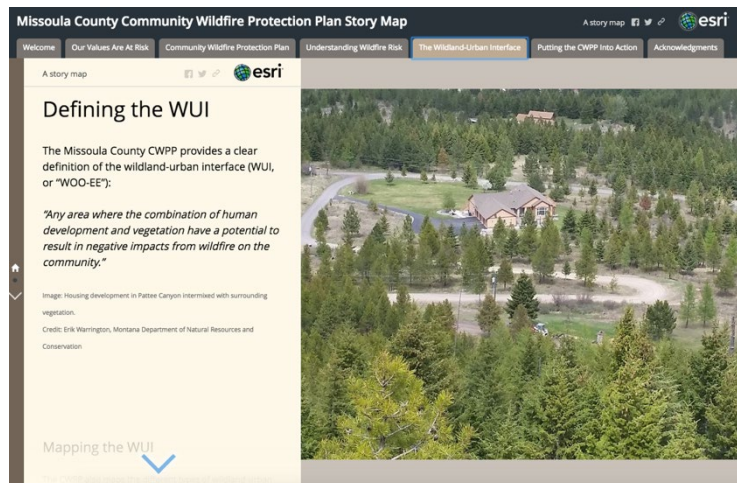 Missoula County Community Wildfire Protection Plan Story Map
A story map
esri
Welcome
Our Values Are At Risk
Community Wildfire Protection Plan
Understanding Wildfire Risk
The Wildland-Urban Interface
Putting the CWPP Into Action
Acknowledgments
A story map
esri
Defining the WUI
The Missoula County CWPP provides a clear
definition of the wildland-urban interface (WUI,
or “WOO-EE”):
“Any area where the combination of human
development and vegetation have a potential to
result in negative impacts from wildfire on the
community.”
Image: Housing development in Pattee Canyon intermixed with surrounding
vegetation.
Credit: Erik Warrington, Montana Department of Natural Resources and
Conservation
Mapping the WUI